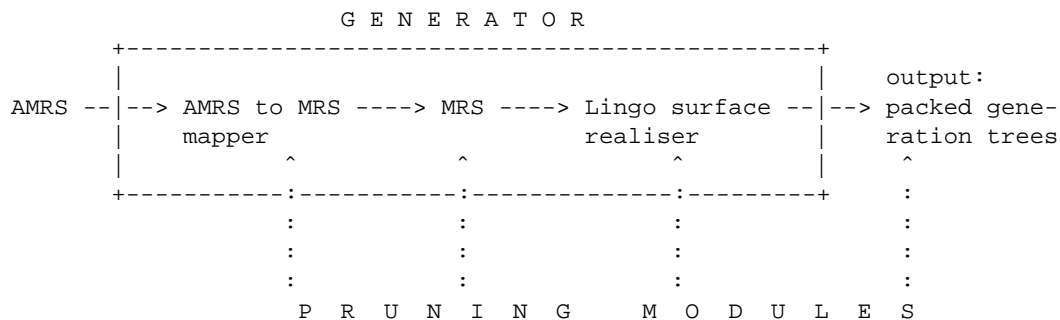 G E N E R A T O R
output:
AMRS --|--> AMRS to MRS ----> MRS ----> Lingo surface --|--> packed gene-
mapper realiser ration trees
P R U N I N G M O D U L E S